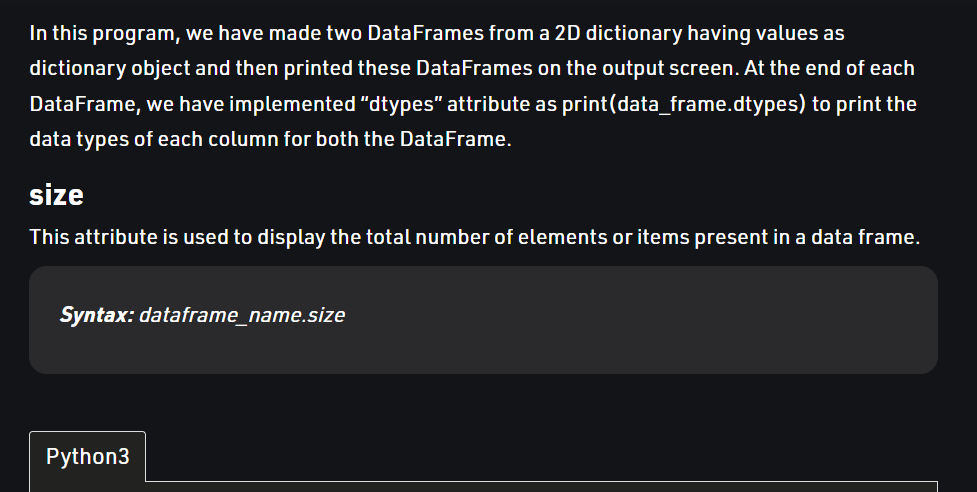 In this program, we have made two DataFrames from a 2D dictionary having values as
dictionary object and then printed these DataFrames on the output screen. At the end of each
DataFrame, we have implemented “dtypes” attribute as print(data_frame.dtypes) to print the
data types of each column for both the DataFrame.
size
This attribute is used to display the total number of elements or items present in a data frame.
Syntax: dataframe_name.size
Python3